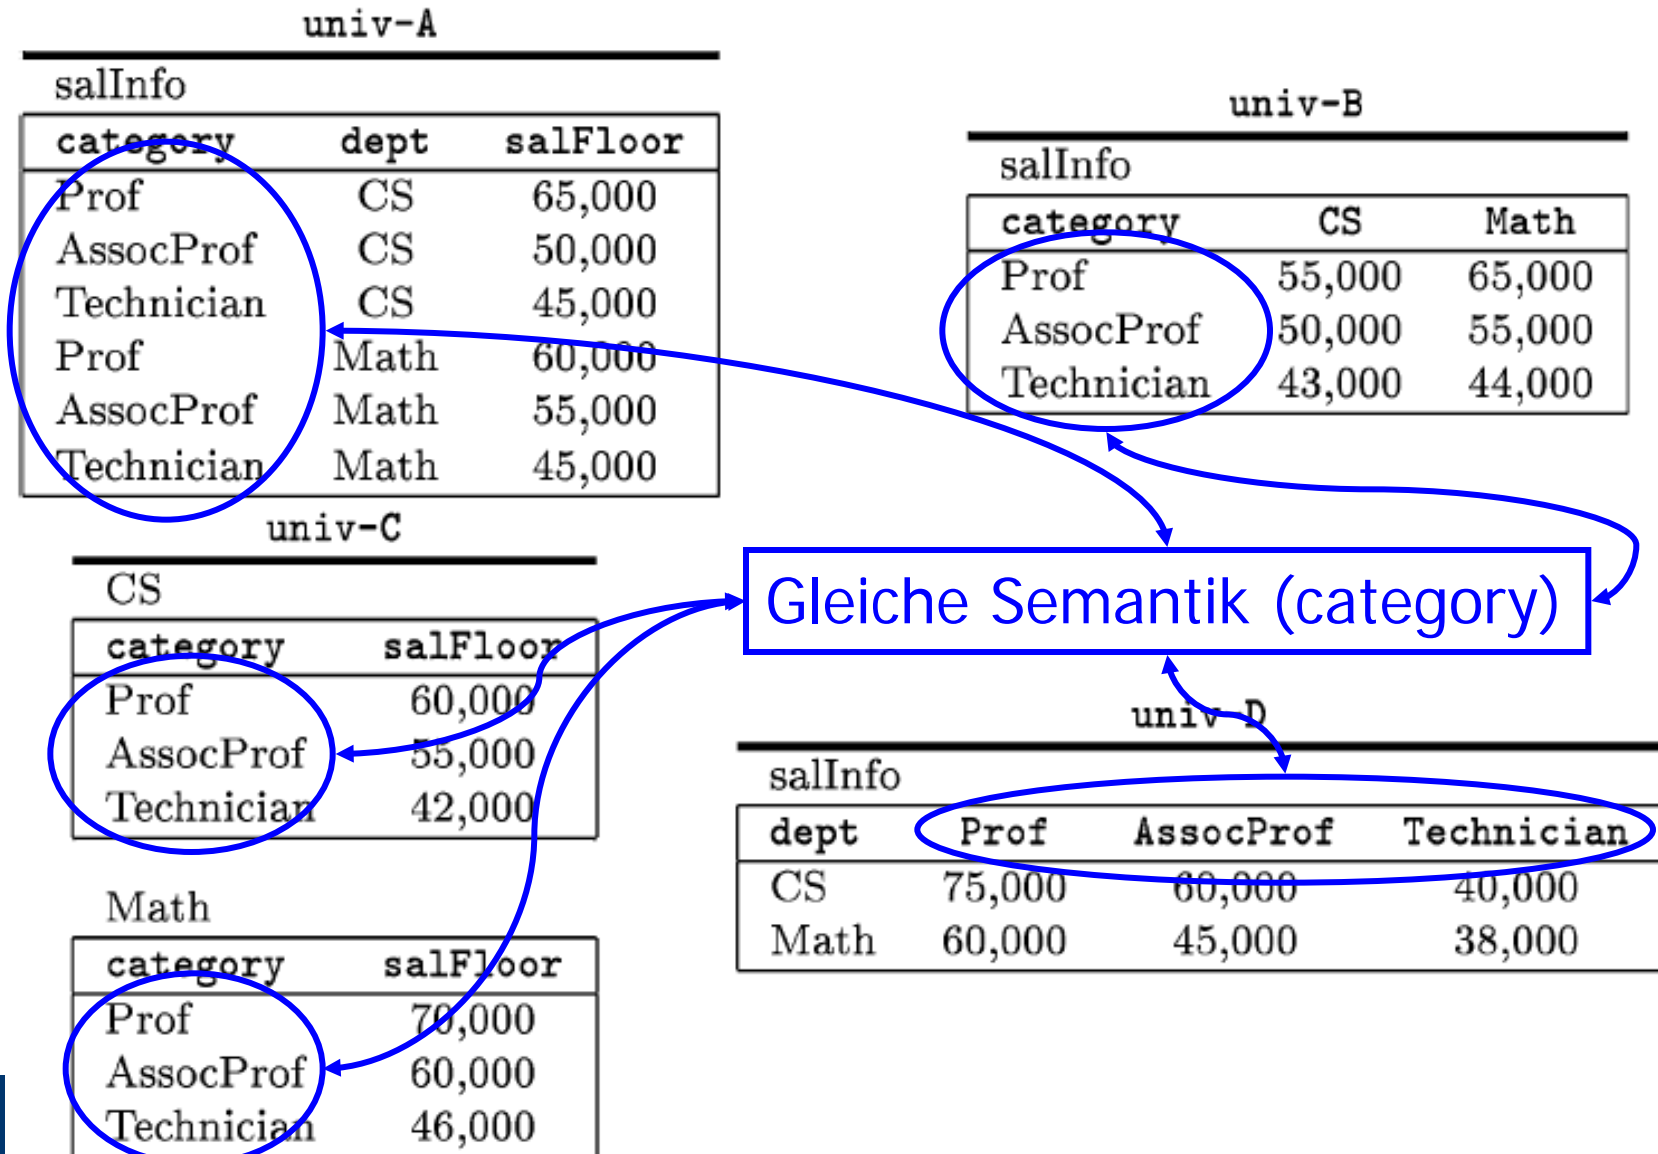 univ-A
salInfo
category dept salFloor
Prof CS 65,000
AssocProf CS 50,000
Technician CS 45,000
Prof Math 60,000
AssocProf Math 55,000
Technician Math 45,000
univ-B
salInfo
category CS Math
Prof 55,000 65,000
AssocProf 50,000 55,000
Technician 43,000 44,000
univ-C
CS
category salFloor
Prof 60,000
AssocProf 55,000
Technician 42,000
Math
category salFloor
Prof 70,000
AssocProf 60,000
Technician 46,000
Gleiche Semantik (category)
univ-D
salInfo
dept Prof AssocProf Technician
CS 75,000 60,000 40,000
Math 60,000 45,000 38,000